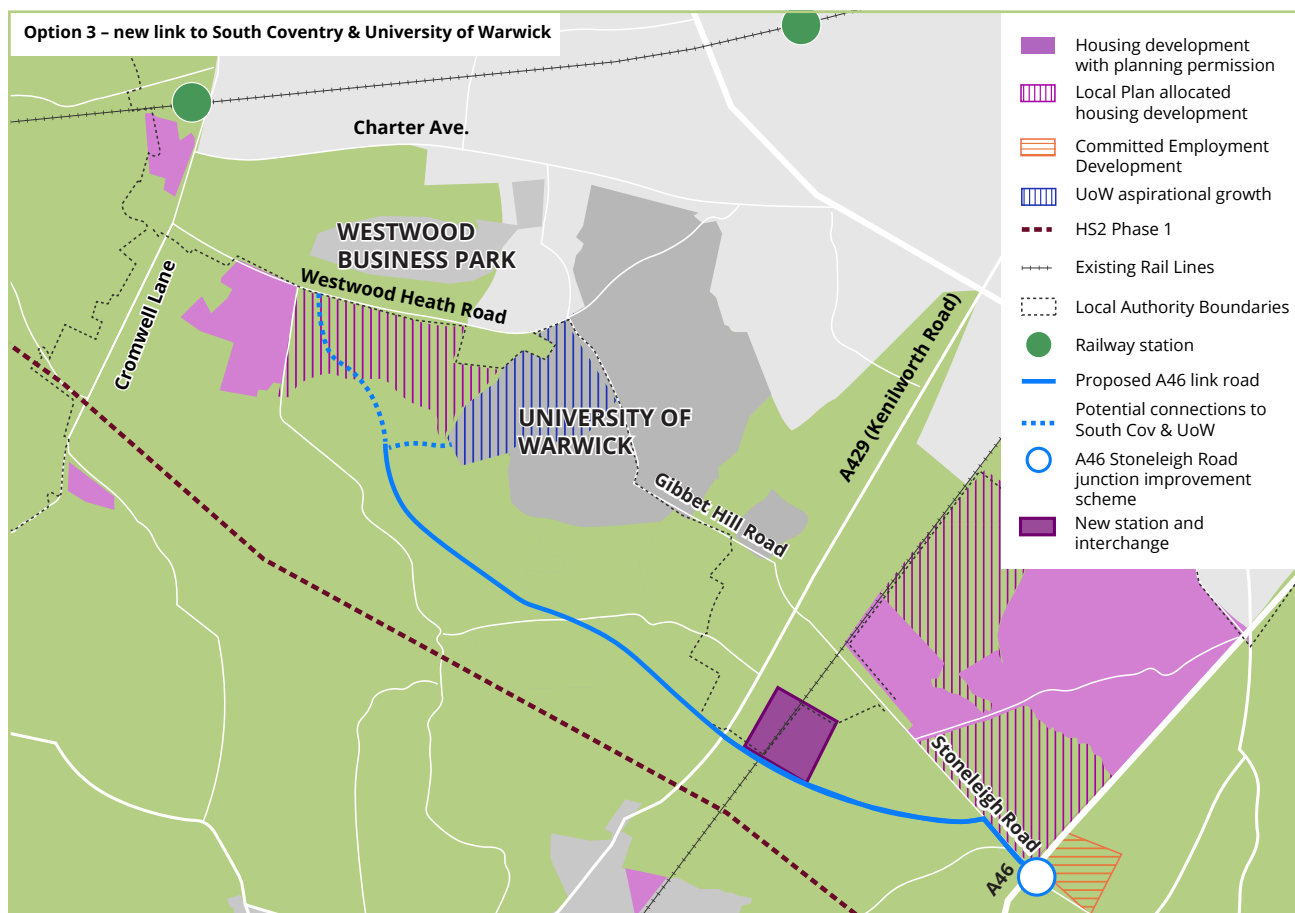 Option 3 – new link to South Coventry & University of Warwick
Charter Ave.
WESTWOOD
BUSINESS PARK
Westwood Heath Road
Cromwell Lane
UNIVERSITY OF
WARWICK
A429 (Kenilworth Road)
Gibbet Hill Road
Stoneleigh Road
A46
Housing development
with planning permission
Local Plan allocated
housing development
Committed Employment
Development
UoW aspirational growth
HS2 Phase 1
Existing Rail Lines
Local Authority Boundaries
Railway station
Proposed A46 link road
Potential connections to
South Cov & UoW
A46 Stoneleigh Road
junction improvement
scheme
New station and
interchange